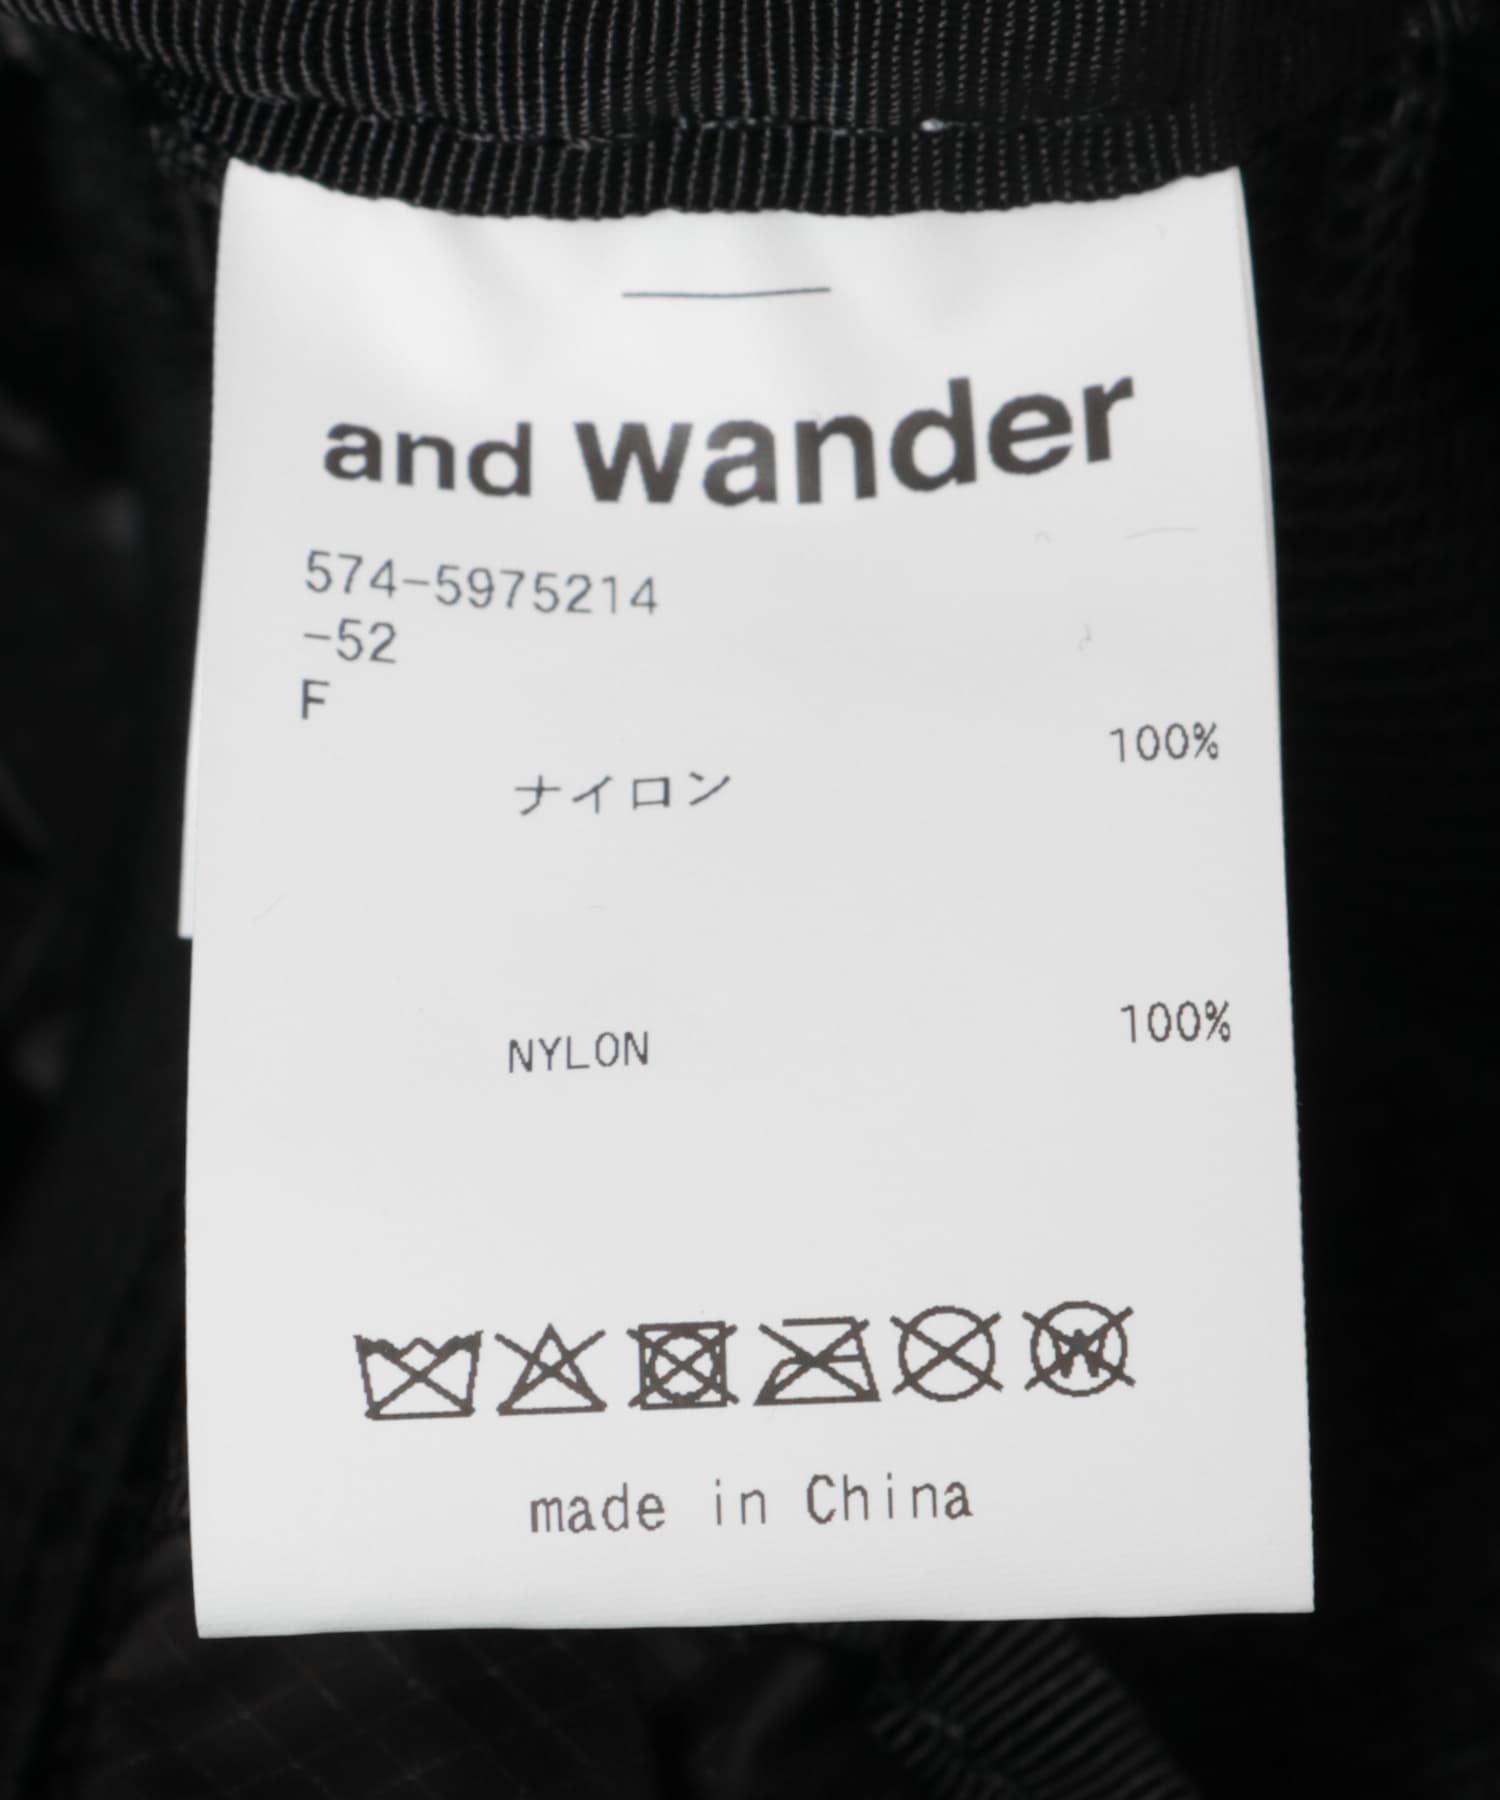 and wander
574-5975214
-52
F
ナイロン 100%
NYLON 100%
W
made in China